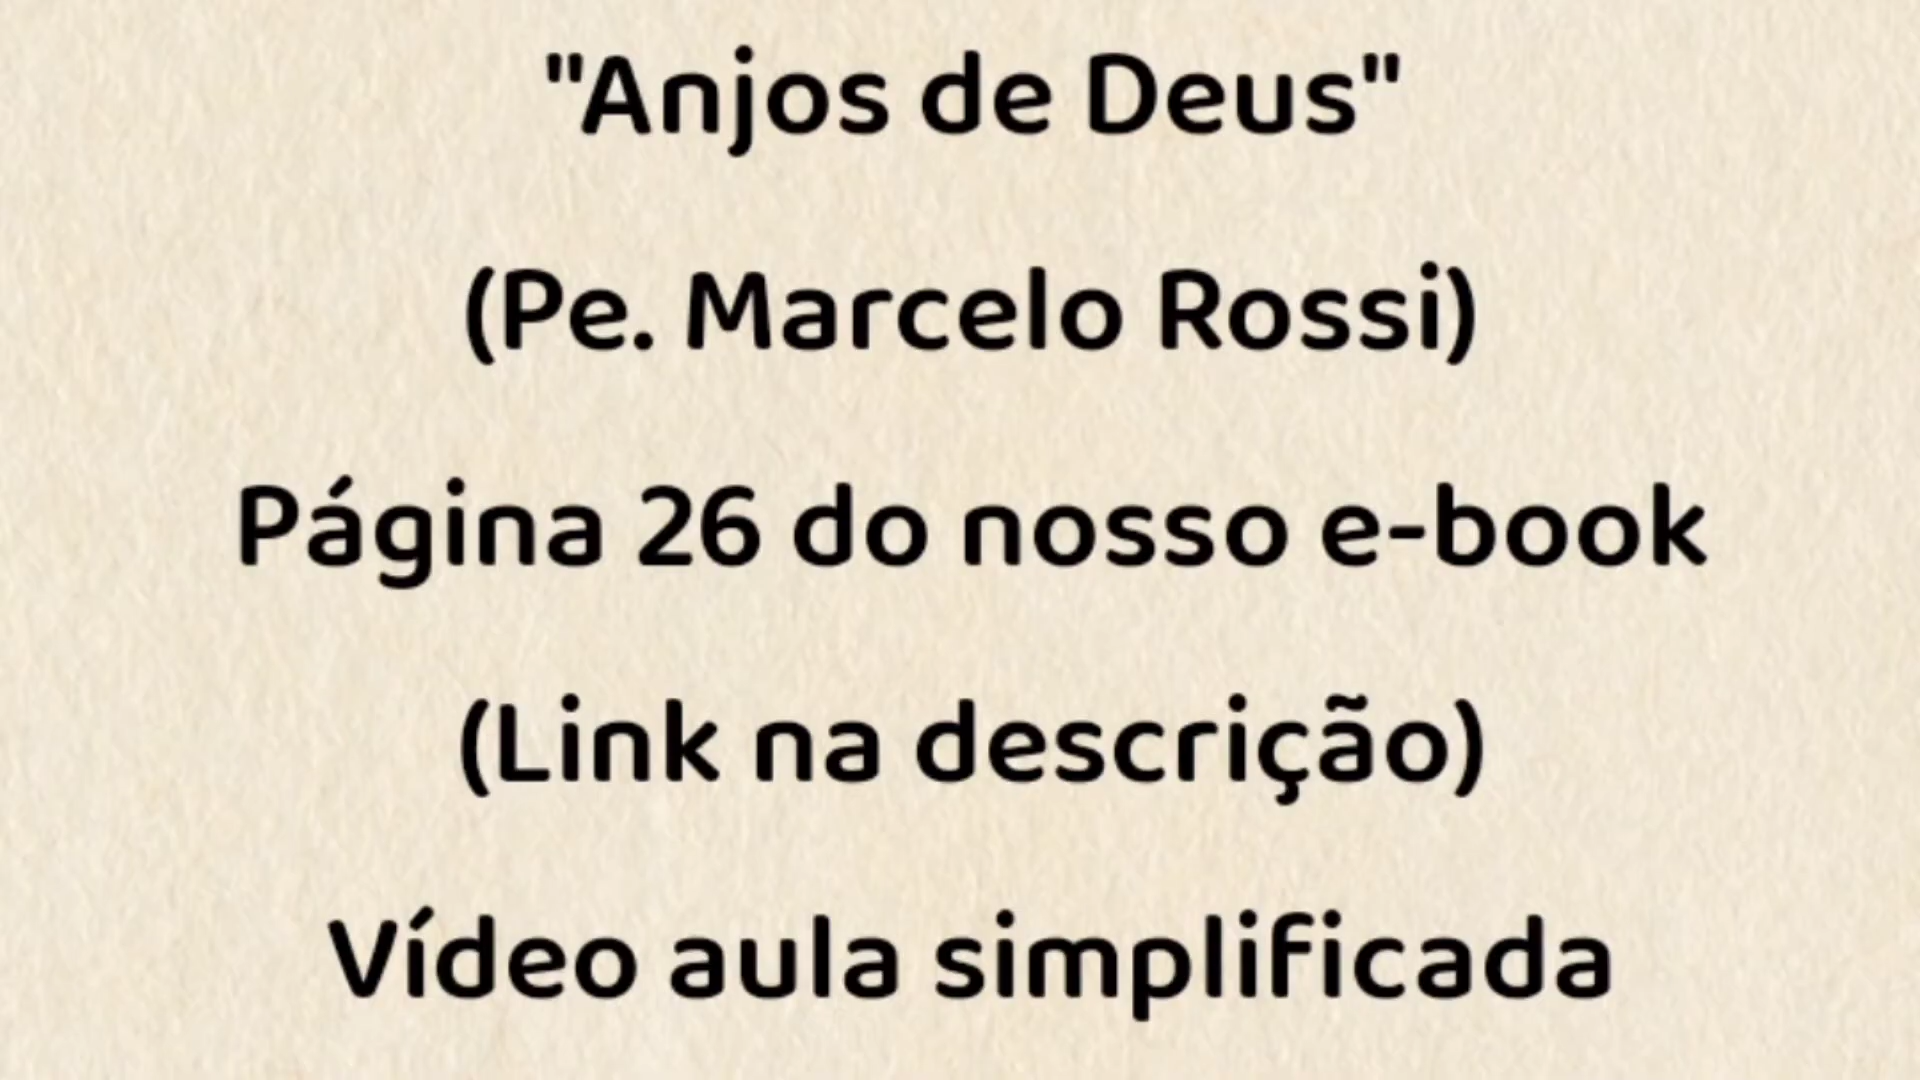 "Anjos de Deus"
(Pe. Marcelo Rossi)
Página 26 do nosso e-book
(Link na descrição)
Vídeo aula simplificada